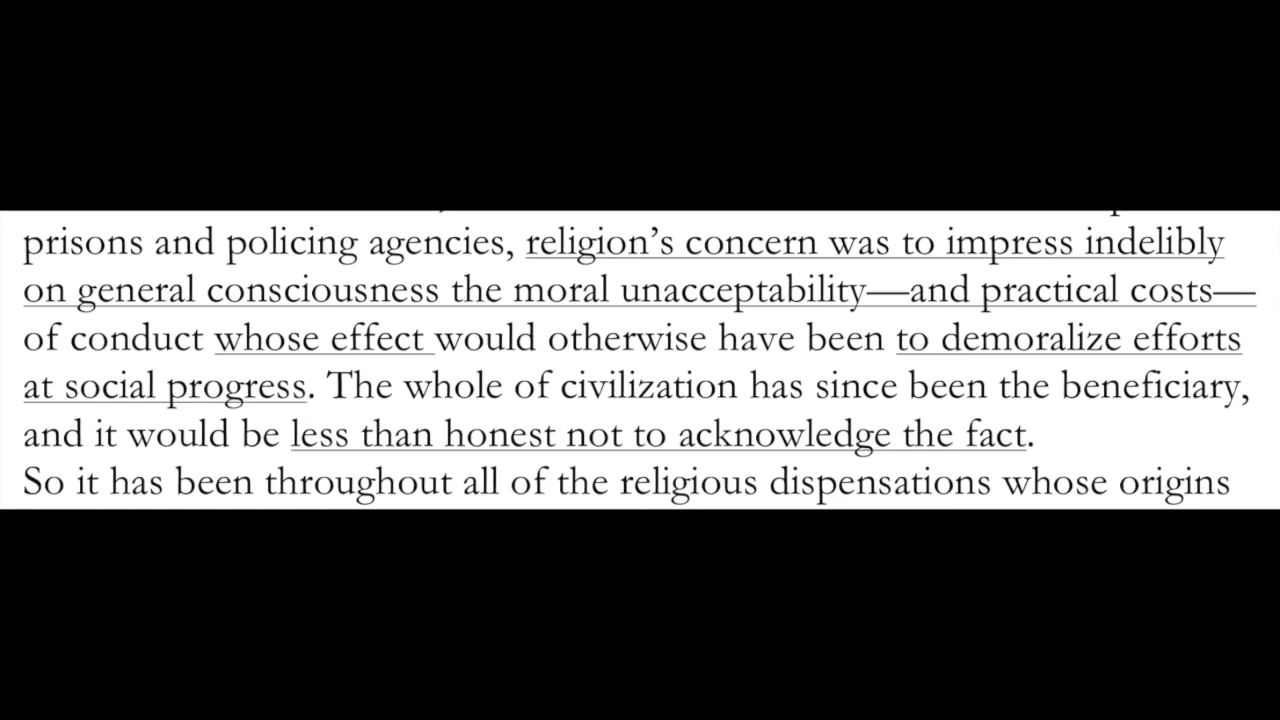 prisons and policing agencies, religion’s concern was to impress indelibly
on general consciousness the moral unacceptability—and practical costs—
of conduct whose effect would otherwise have been to demoralize efforts
at social progress. The whole of civilization has since been the beneficiary,
and it would be less than honest not to acknowledge the fact.
So it has been throughout all of the religious dispensations whose origins